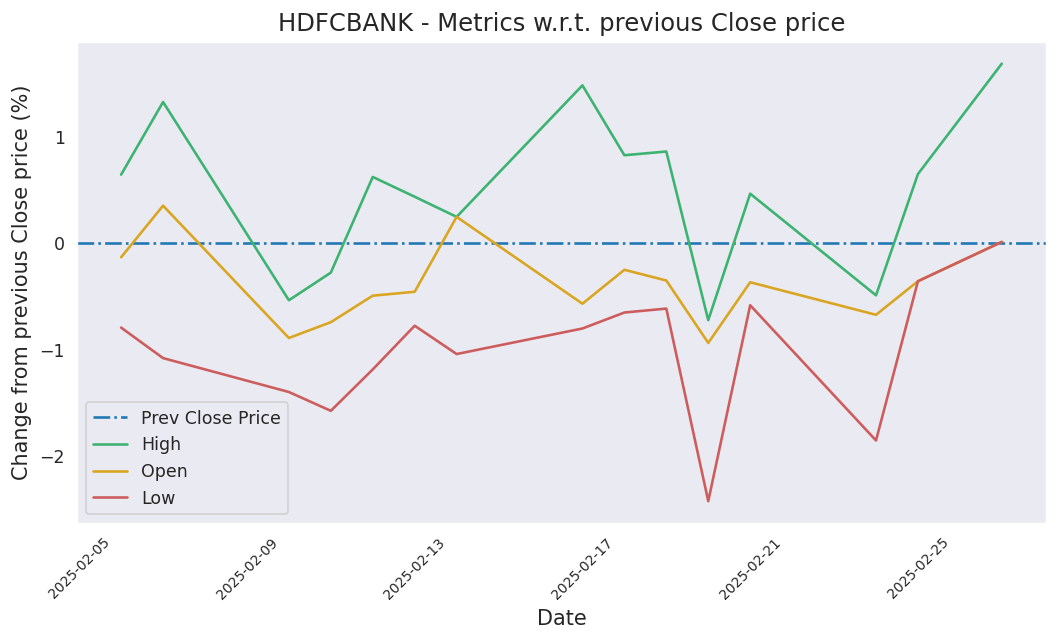 HDFCBANK - Metrics w.r.t. previous Close price
Change from previous Close price (%)
1
0
−1
−2
Prev Close Price
High
Open
Low
2025-02-05
2025-02-09
2025-02-13
2025-02-17
2025-02-21
2025-02-25
Date